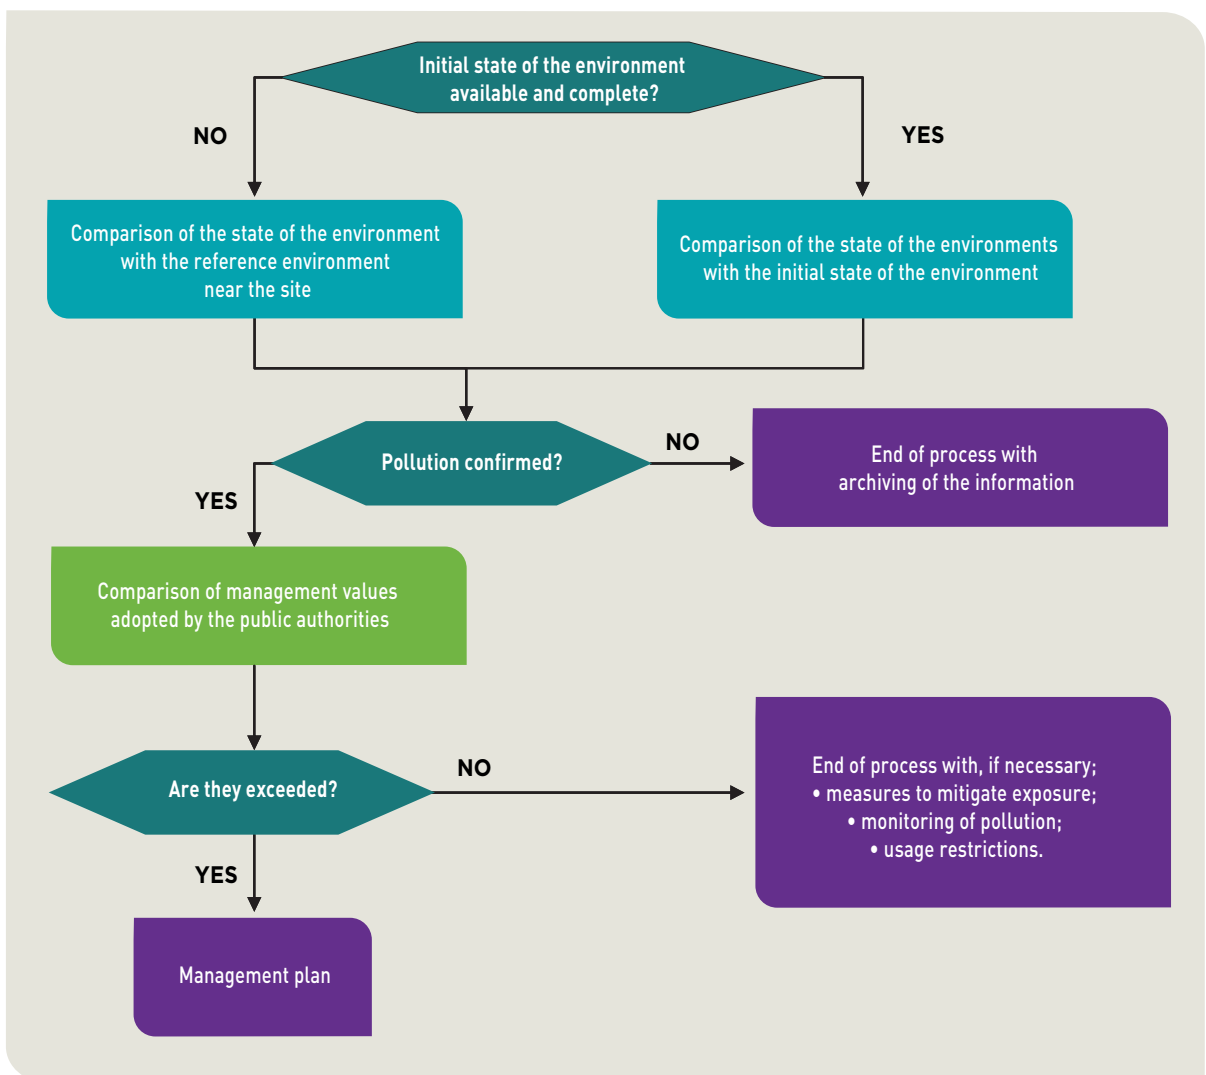 Initial state of the environment
available and complete?
NO
YES
Comparison of the state of the environment
with the reference environment
near the site
Comparison of the state of the environments
with the initial state of the environment
Pollution confirmed?
NO
End of process with
archiving of the information
YES
Comparison of management values
adopted by the public authorities
Are they exceeded?
NO
End of process with, if necessary;
• measures to mitigate exposure;
• monitoring of pollution;
• usage restrictions.
YES
Management plan